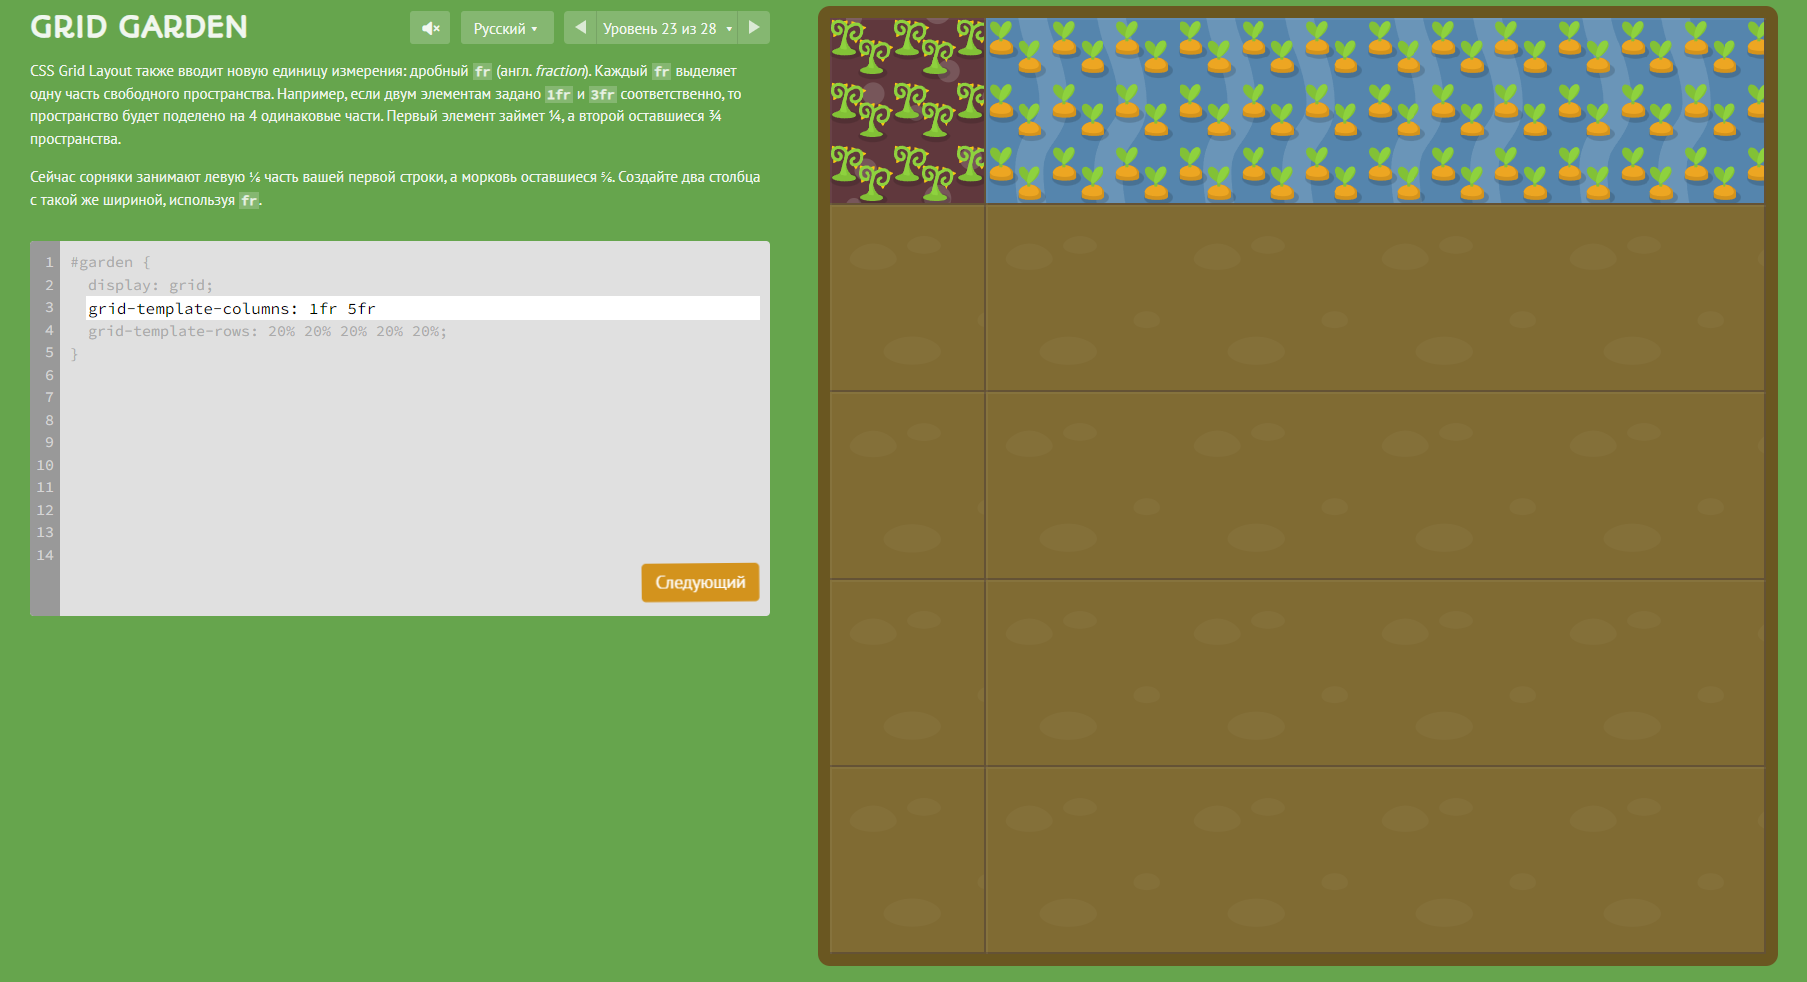 GRID GARDEN
Русский ▾
Уровень 23 из 28 ▾
CSS Grid Layout также вводит новую единицу измерения: дробный fr (англ. fraction). Каждый fr выделяет
одну часть свободного пространства. Например, если двум элементам задано 1fr и 3fr соответственно, то
пространство будет поделено на 4 одинаковые части. Первый элемент займет ¼, а второй оставшиеся ¾
пространства.
Сейчас сорняки занимают левую ⅙ часть вашей первой строки, а морковь оставшиеся ⅚. Создайте два столбца
с такой же шириной, используя fr.
1 #garden {
2 display: grid;
3 grid-template-columns: 1fr 5fr
4 grid-template-rows: 20% 20% 20% 20% 20%;
5 }
6
7
8
9
10
11
12
13
14
Следующий